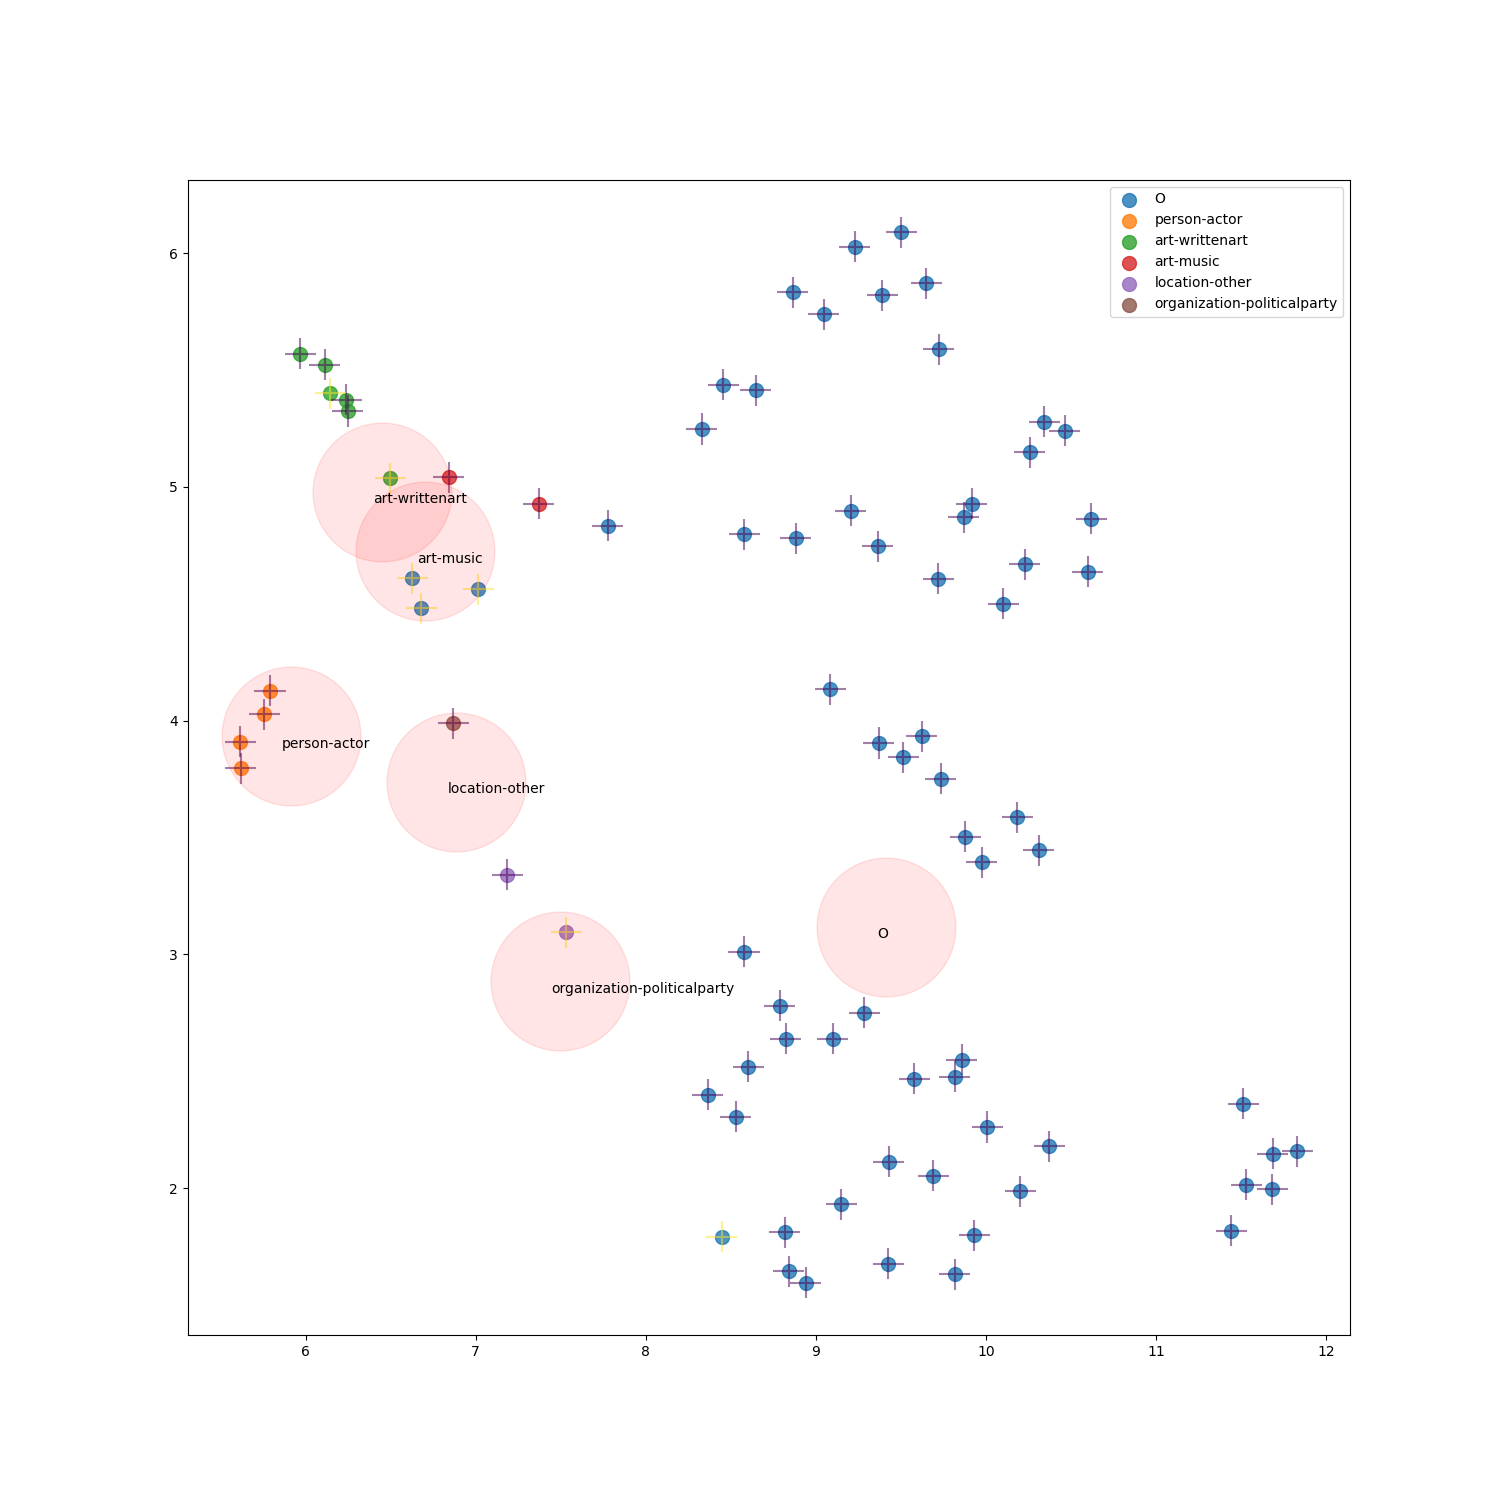 O
person-actor
art-writtenart
art-music
location-other
organization-politicalparty
6
5
art-writtenart
art-music
4
person-actor
location-other
3
O
organization-politicalparty
2
6 7 8 9 10 11 12